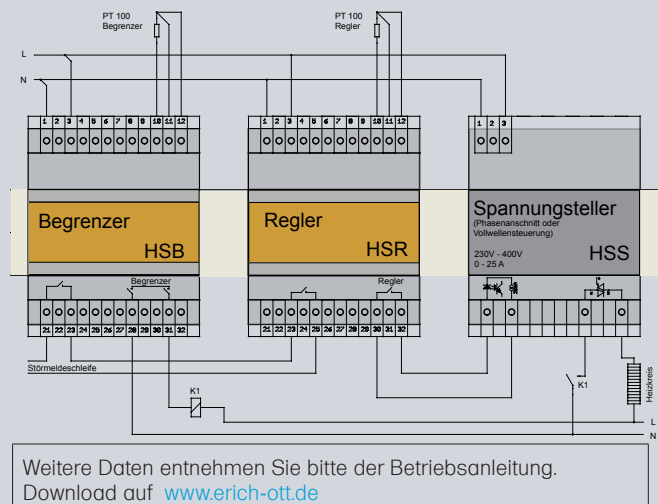 PT 100 PT 100
Begrenzer Regler
L
N
1 2 3 4 5 6 7 8 9 10 11 12
1 2 3 4 5 6 7 8 9 10 11 12
1 2 3
Begrenzer
HSB
Regler
HSR
Spannungsteller
(Phasenanschnitt oder
Vollwellensteuerung)
230V - 400V
0 - 25 A
HSS
Begrenzer
Regler
21 22 23 24 25 26 27 28 29 30 31 32
21 22 23 24 25 26 27 28 29 30 31 32
Störmeldeschleife
K1
K1
Heizkreis
L
N
Weitere Daten entnehmen Sie bitte der Betriebsanleitung.
Download auf www.erich-ott.de